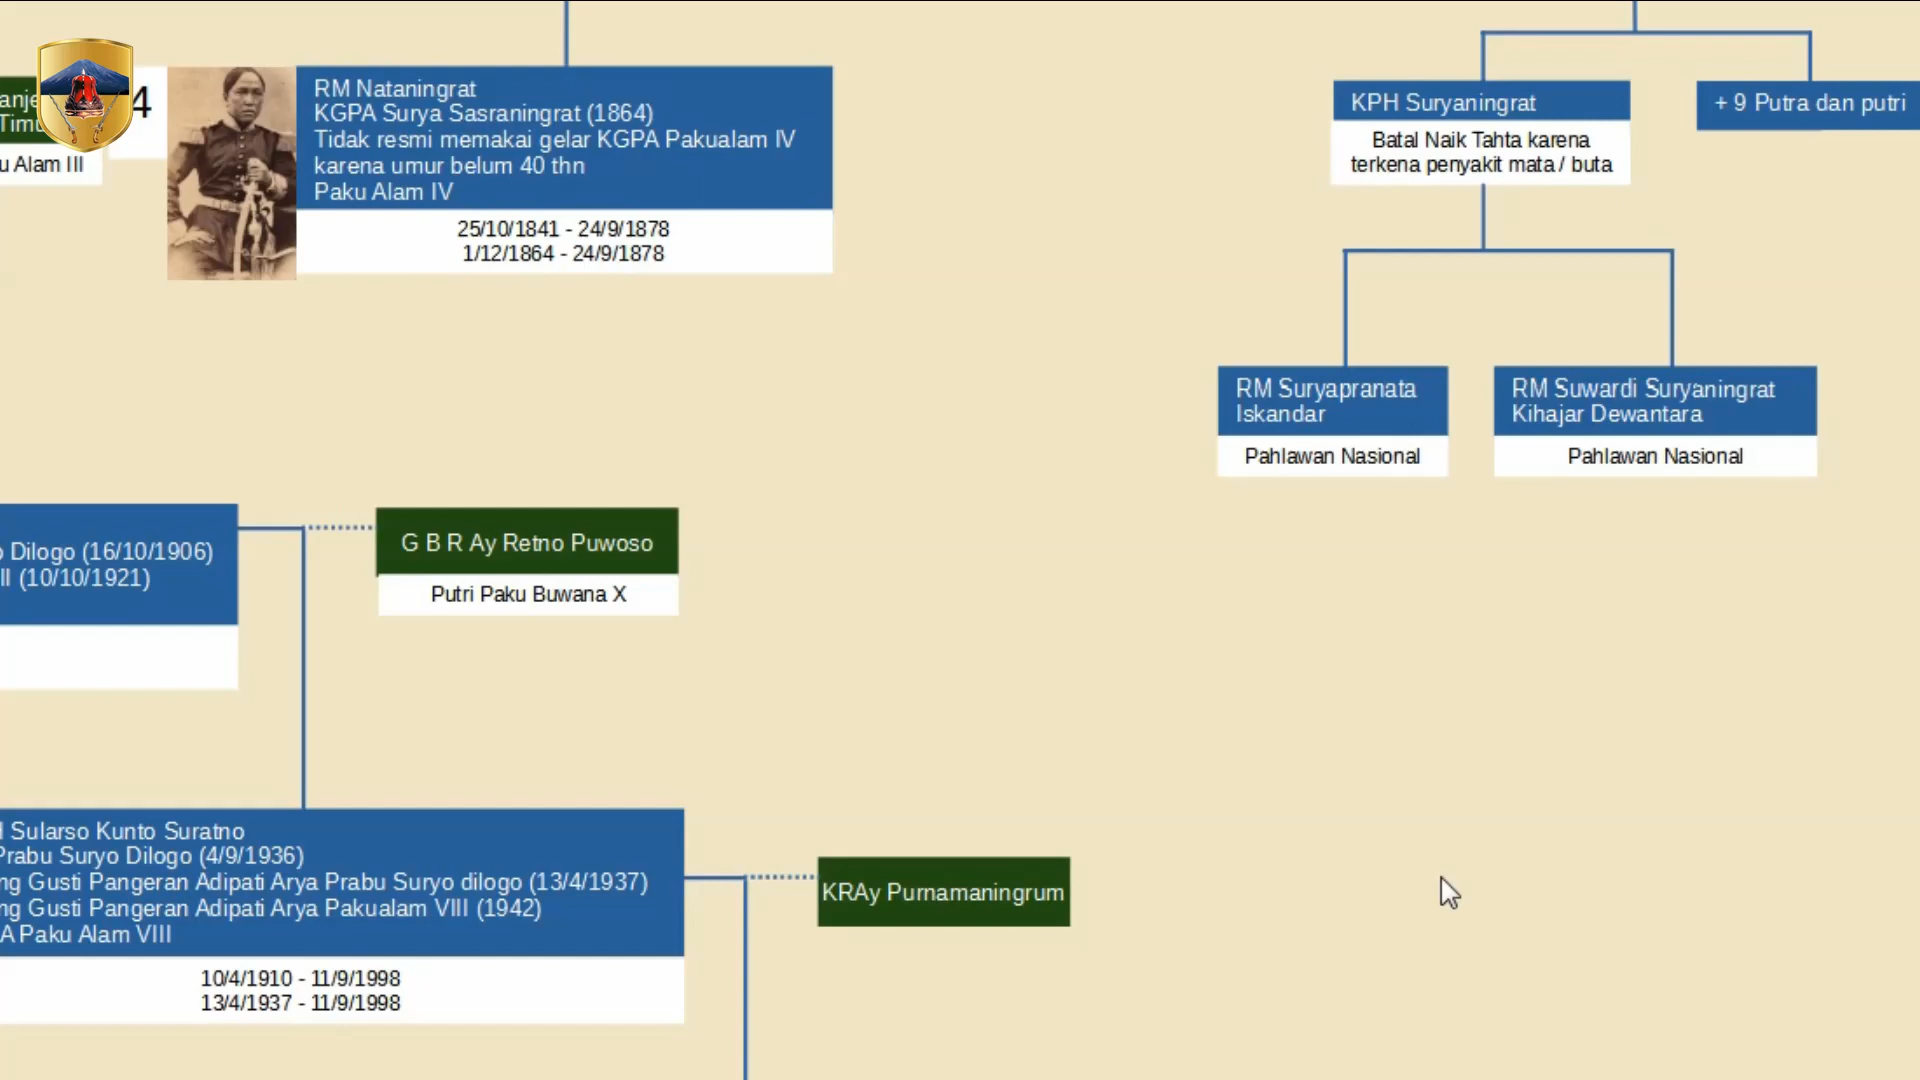 Timu
u Alam III
4
RM Nataningrat
KGPA Surya Sasraningrat (1864)
Tidak resmi memakai gelar KGPA Pakualam IV
karena umur belum 40 thn
Paku Alam IV
25/10/1841 - 24/9/1878
1/12/1864 - 24/9/1878
KPH Suryaningrat
Batal Naik Tahta karena
terkena penyakit mata / buta
+ 9 Putra dan putri
RM Suryapranata
Iskandar
Pahlawan Nasional
RM Suwardi Suryaningrat
Kihajar Dewantara
Pahlawan Nasional
Dilogo (16/10/1906)
II (10/10/1921)
G B R Ay Retno Puwoso
Putri Paku Buwana X
Sularso Kunto Suratno
Prabu Suryo Dilogo (4/9/1936)
ng Gusti Pangeran Adipati Arya Prabu Suryo dilogo (13/4/1937)
ng Gusti Pangeran Adipati Arya Pakualam VIII (1942)
A Paku Alam VIII
10/4/1910 - 11/9/1998
13/4/1937 - 11/9/1998
KRAy Purnamaningrum